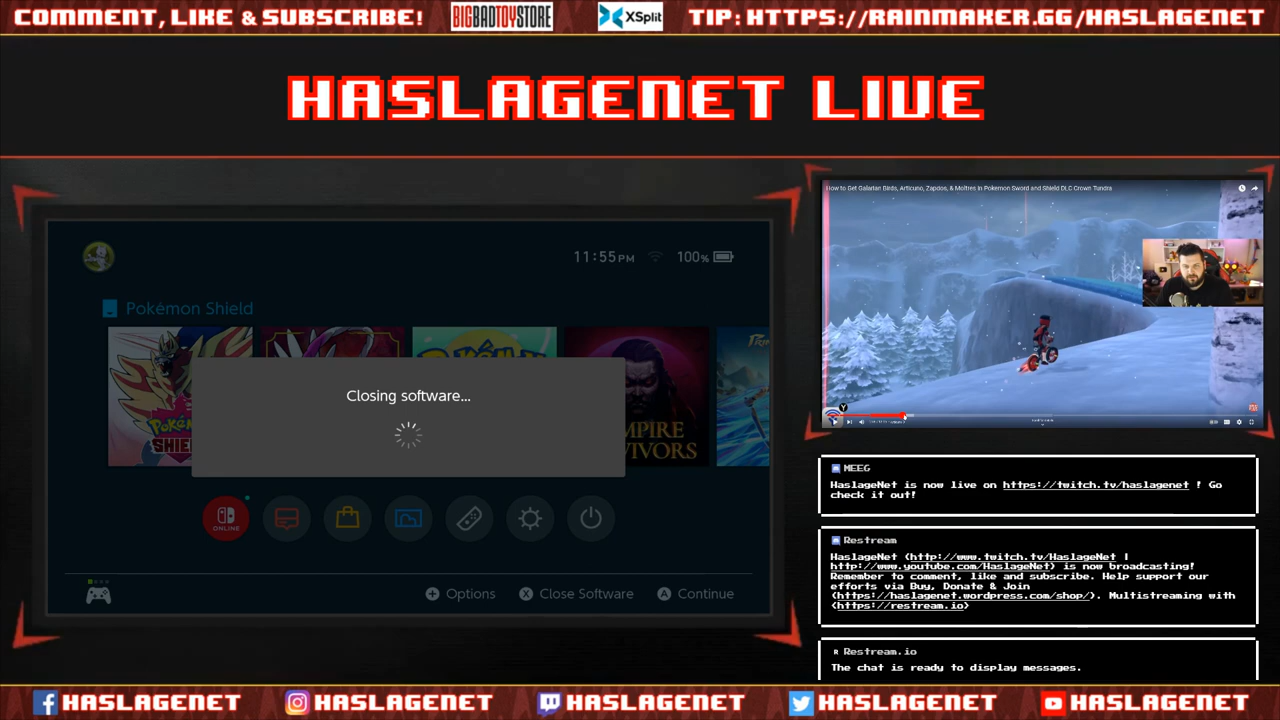 COMMENT, LIKE & SUBSCRIBE!
BIGBADTOYSTORE
XSplit
TIP: HTTPS://RAINMAKER.GG/HASLAGENET
HASLAGENET LIVE
11:55PM
100%
Pokémon Shield
Closing software...
ONLINE
Options
Close Software
Continue
How to Get Galarian Birds, Articuno, Zapdos, & Moltres in Pokemon Sword and Shield DLC Crown Tundra
Y
MEEG
HaslageNet is now live on https://twitch.tv/haslagenet ! Go
check it out!
Restream
HaslageNet (http://www.twitch.tv/HaslageNet |
http://www.youtube.com/HaslageNet) is now broadcasting!
Remember to comment, like and subscribe. Help support our
efforts via Buy, Donate & Join
(https://haslagenet.wordpress.com/shop/). Multistreaming with
(https://restream.io)
R Restream.io
The chat is ready to display messages.
HASLAGENET
HASLAGENET
HASLAGENET
HASLAGENET
HASLAGENET